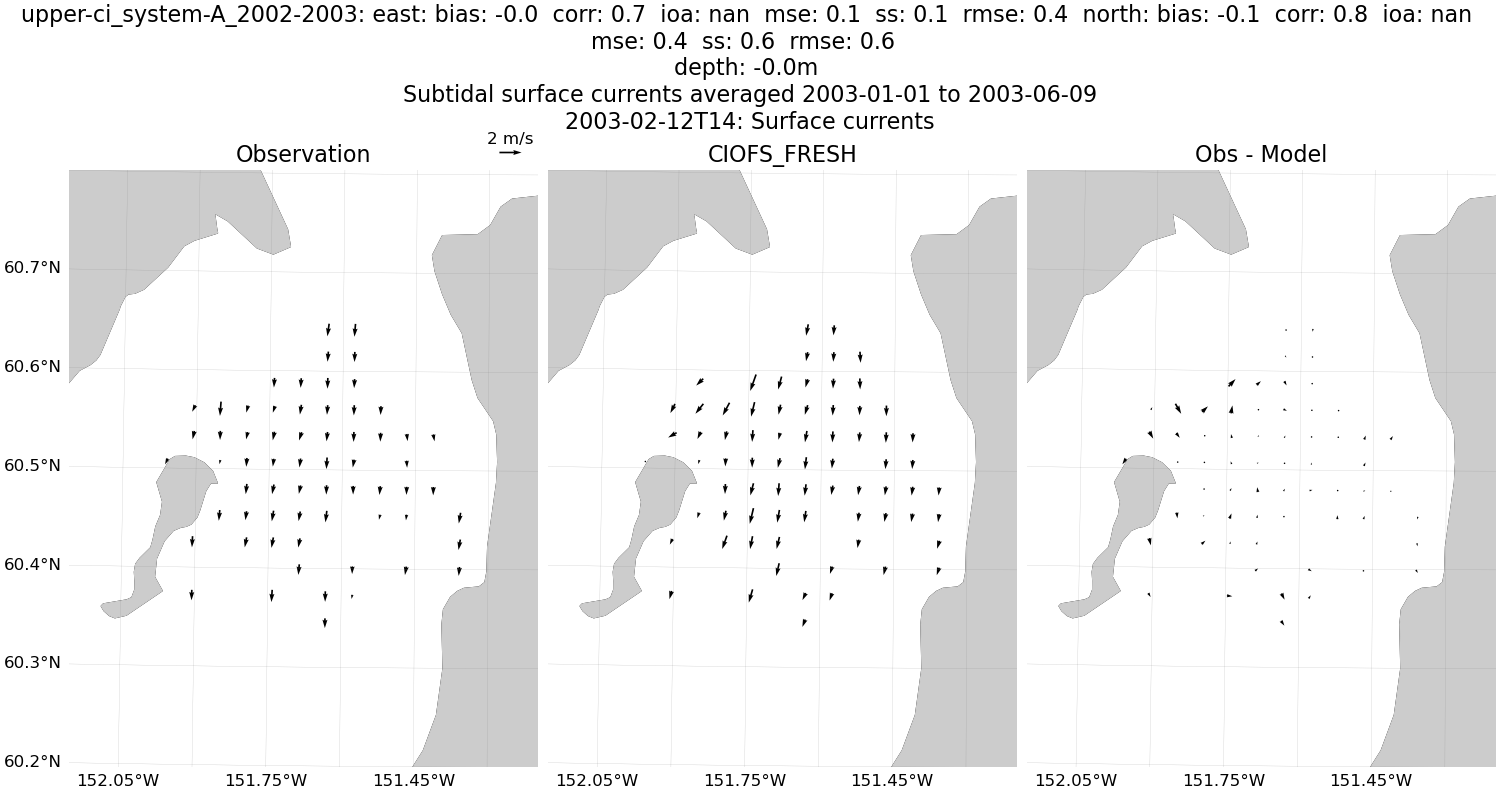 upper-ci_system-A_2002-2003: east: bias: -0.0  corr: 0.7  ioa: nan  mse: 0.1  ss: 0.1  rmse: 0.4  north: bias: -0.1  corr: 0.8  ioa: nan
mse: 0.4  ss: 0.6  rmse: 0.6
depth: -0.0m
Subtidal surface currents averaged 2003-01-01 to 2003-06-09
2003-02-12T14: Surface currents
2 m/s
Observation
CIOFS_FRESH
Obs - Model
60.7°N
60.6°N
60.5°N
60.4°N
60.3°N
60.2°N
152.05°W 151.75°W 151.45°W
152.05°W 151.75°W 151.45°W
152.05°W 151.75°W 151.45°W